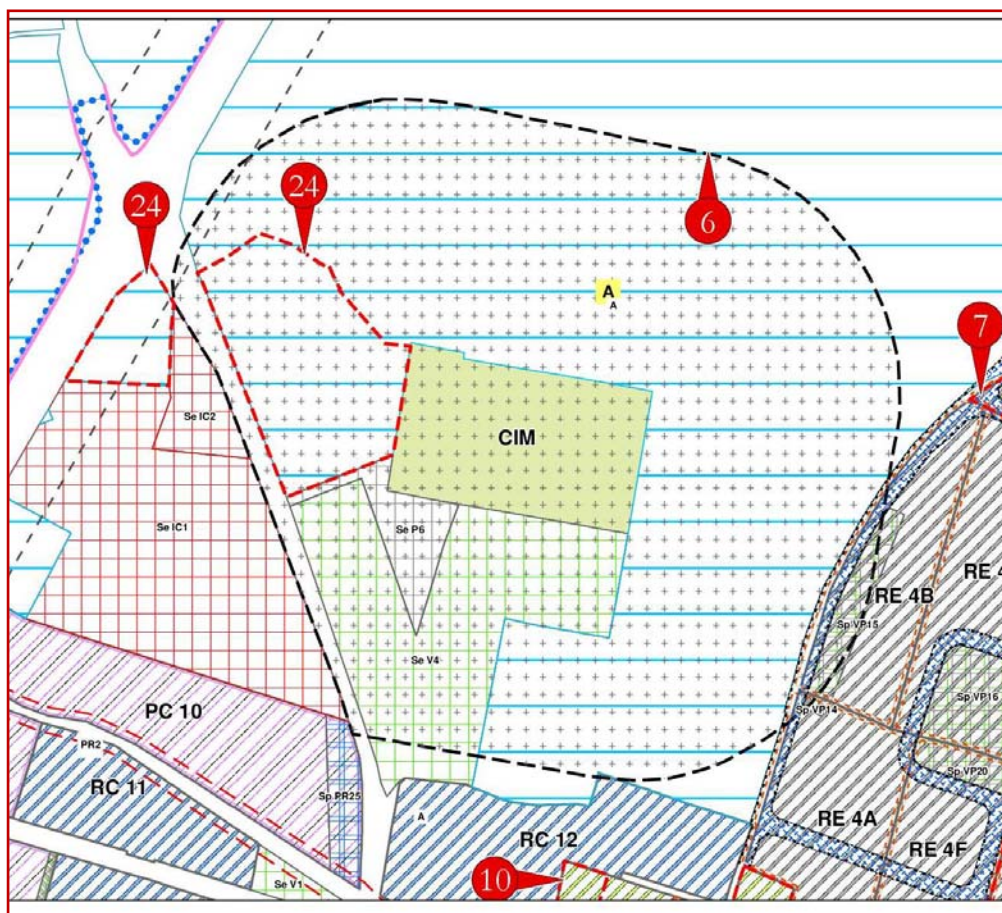 24
24
6
A
A
7
CIM
Se IC2
Se IC1
Se P6
RE 4
RE 4B
Sp VP15
Se V4
Sp VP16
PC 10
Sp VP14
PR2
Sp VP20
RC 11
Sp PR25
A
RE 4A
RC 12
RE 4F
10
Se V1